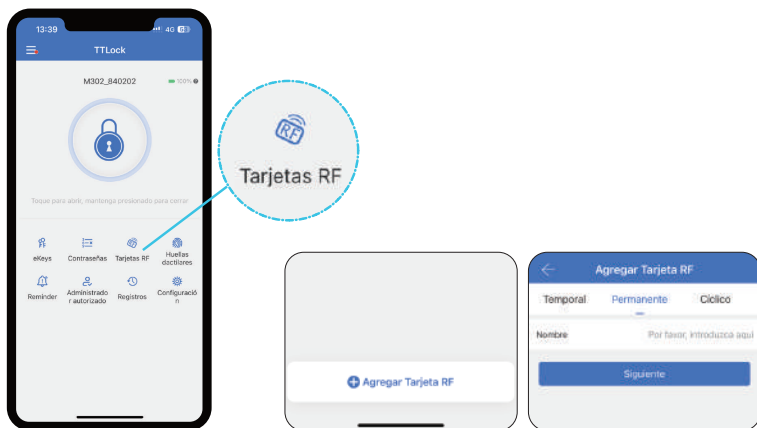 13:39
4G
TTLock
M302_840202
100%
Toque para abrir, mantenga presionado para cerrar
eKeys
Contraseñas
Tarjetas RF
Huellas
dactilares
Reminder
Administrado
r autorizado
Registros
Configuració
n
RF
Tarjetas RF
Agregar Tarjeta RF
Agregar Tarjeta RF
Temporal
Permanente
Cíclico
Nombre
Por favor, introduzca aquí
Siguiente